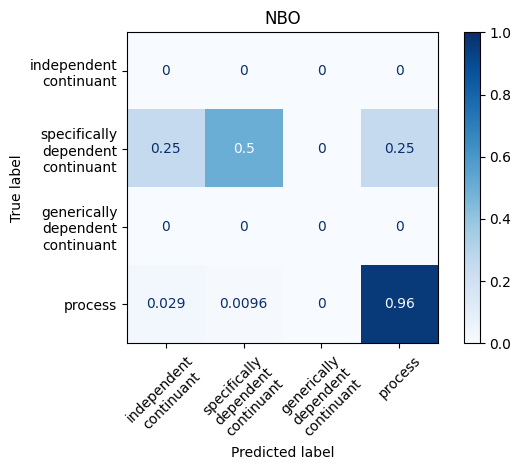 NBO
True label
independent
continuant
0 0 0 0
specifically
dependent
continuant
0.25 0.5 0 0.25
generically
dependent
continuant
0 0 0 0
process
0.029 0.0096 0 0.96
independent
continuant
specifically
dependent
continuant
generically
dependent
continuant
process
Predicted label
1.0
0.8
0.6
0.4
0.2
0.0